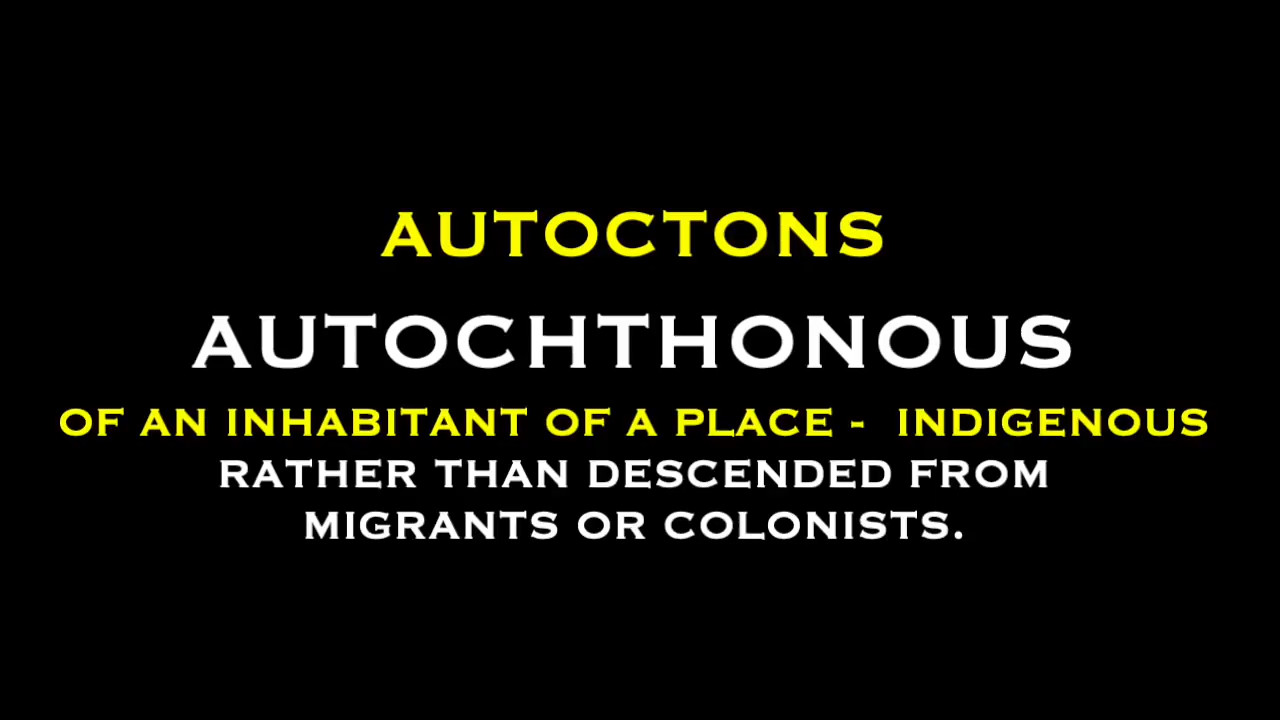 AUTOCTONS
AUTOCHTHONOUS
OF AN INHABITANT OF A PLACE - INDIGENOUS
RATHER THAN DESCENDED FROM
MIGRANTS OR COLONISTS.